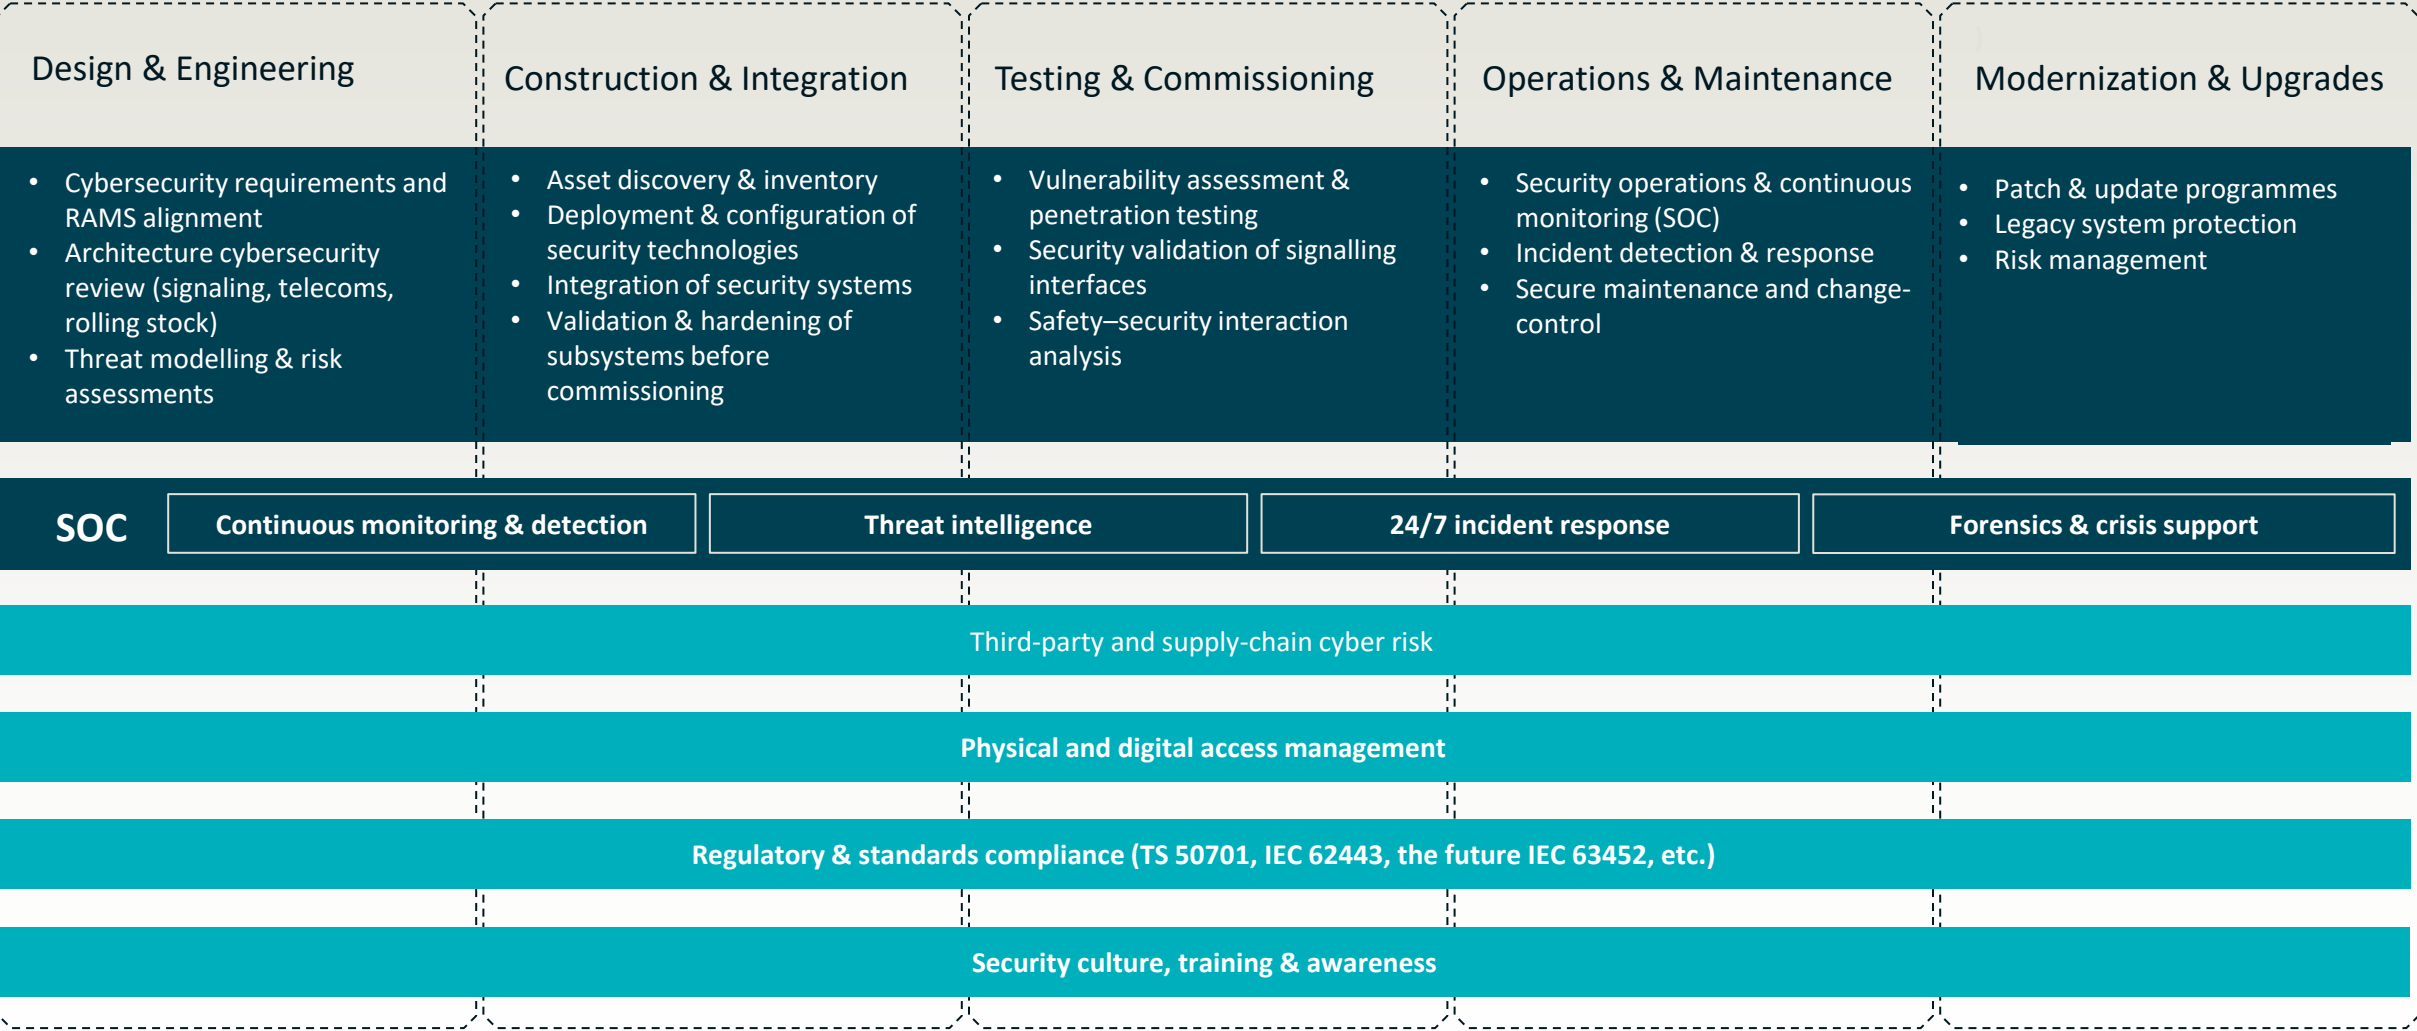 Design & Engineering
Construction & Integration
Testing & Commissioning
Operations & Maintenance
Modernization & Upgrades
• Cybersecurity requirements and
RAMS alignment
• Architecture cybersecurity
review (signaling, telecoms,
rolling stock)
• Threat modelling & risk
assessments
• Asset discovery & inventory
• Deployment & configuration of
security technologies
• Integration of security systems
• Validation & hardening of
subsystems before
commissioning
• Vulnerability assessment &
penetration testing
• Security validation of signalling
interfaces
• Safety–security interaction
analysis
• Security operations & continuous
monitoring (SOC)
• Incident detection & response
• Secure maintenance and change-
control
• Patch & update programmes
• Legacy system protection
• Risk management
SOC
Continuous monitoring & detection
Threat intelligence
24/7 incident response
Forensics & crisis support
Third-party and supply-chain cyber risk
Physical and digital access management
Regulatory & standards compliance (TS 50701, IEC 62443, the future IEC 63452, etc.)
Security culture, training & awareness